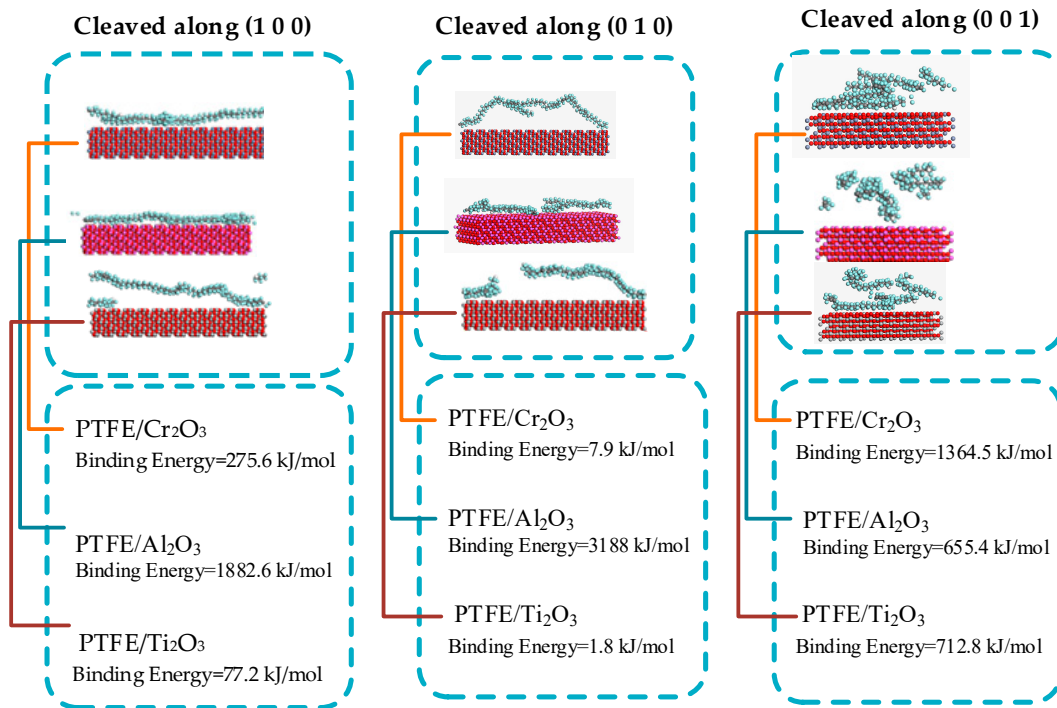 Cleaved along (1 0 0)
PTFE/Cr₂O₃
Binding Energy=275.6 kJ/mol
PTFE/Al₂O₃
Binding Energy=1882.6 kJ/mol
PTFE/Ti₂O₃
Binding Energy=77.2 kJ/mol
Cleaved along (0 1 0)
PTFE/Cr₂O₃
Binding Energy=7.9 kJ/mol
PTFE/Al₂O₃
Binding Energy=3188 kJ/mol
PTFE/Ti₂O₃
Binding Energy=1.8 kJ/mol
Cleaved along (0 0 1)
PTFE/Cr₂O₃
Binding Energy=1364.5 kJ/mol
PTFE/Al₂O₃
Binding Energy=655.4 kJ/mol
PTFE/Ti₂O₃
Binding Energy=712.8 kJ/mol